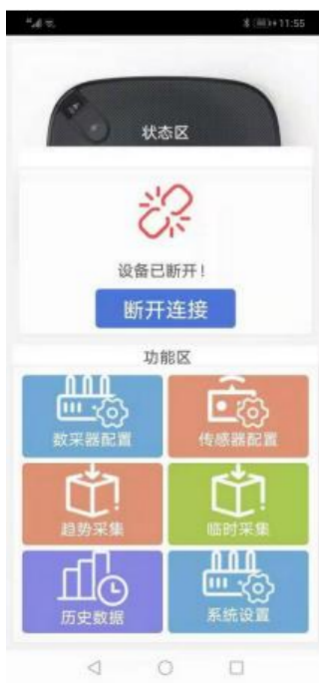 11:55
状态区
设备已断开！
断开连接
功能区
数采器配置
传感器配置
趋势采集
临时采集
历史数据
系统设置